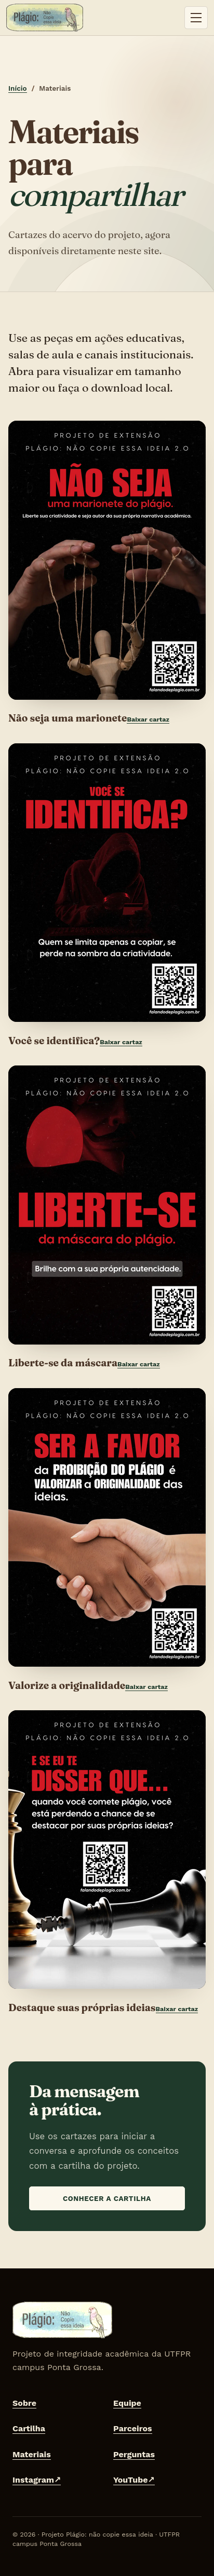 Plágio:
Não
Copie
essa
ideia
Início / Materiais
Materiais
para
compartilhar
Cartazes do acervo do projeto, agora
disponíveis diretamente neste site.
Use as peças em ações educativas,
salas de aula e canais institucionais.
Abra para visualizar em tamanho
maior ou faça o download local.
PROJETO DE EXTENSÃO
PLÁGIO: NÃO COPIE ESSA IDEIA 2.0
NÃO SEJA
uma marionete do plágio.
Liberte sua criatividade e seja autor da sua própria narrativa acadêmica.
falandodeplagio.com.br
Não seja uma marionete Baixar cartaz
PROJETO DE EXTENSÃO
PLÁGIO: NÃO COPIE ESSA IDEIA 2.0
VOCÊ SE
IDENTIFICA?
Quem se limita apenas a copiar, se
perde na sombra da criatividade.
falandodeplagio.com.br
Você se identifica? Baixar cartaz
PROJETO DE EXTENSÃO
PLÁGIO: NÃO COPIE ESSA IDEIA 2.0
LIBERTE-SE
da máscara do plágio.
Brilhe com a sua própria autencidade.
falandodeplagio.com.br
Liberte-se da máscara Baixar cartaz
PROJETO DE EXTENSÃO
PLÁGIO: NÃO COPIE ESSA IDEIA 2.0
SER A FAVOR
da PROIBIÇÃO DO PLÁGIO é
VALORIZAR a ORIGINALIDADE das
ideias.
falandodeplagio.com.br
Valorize a originalidade Baixar cartaz
PROJETO DE EXTENSÃO
PLÁGIO: NÃO COPIE ESSA IDEIA 2.0
E SE EU TE
DISSER QUE...
quando você comete plágio, você
está perdendo a chance de se
destacar por suas próprias ideias?
falandodeplagio.com.br
Destaque suas próprias ideias Baixar cartaz
Da mensagem
à prática.
Use os cartazes para iniciar a
conversa e aprofunde os conceitos
com a cartilha do projeto.
CONHECER A CARTILHA
Plágio:
Não
Copie
essa ideia
Projeto de integridade acadêmica da UTFPR
campus Ponta Grossa.
Sobre Equipe
Cartilha Parceiros
Materiais Perguntas
Instagram↗ YouTube↗
© 2026 · Projeto Plágio: não copie essa ideia · UTFPR
campus Ponta Grossa